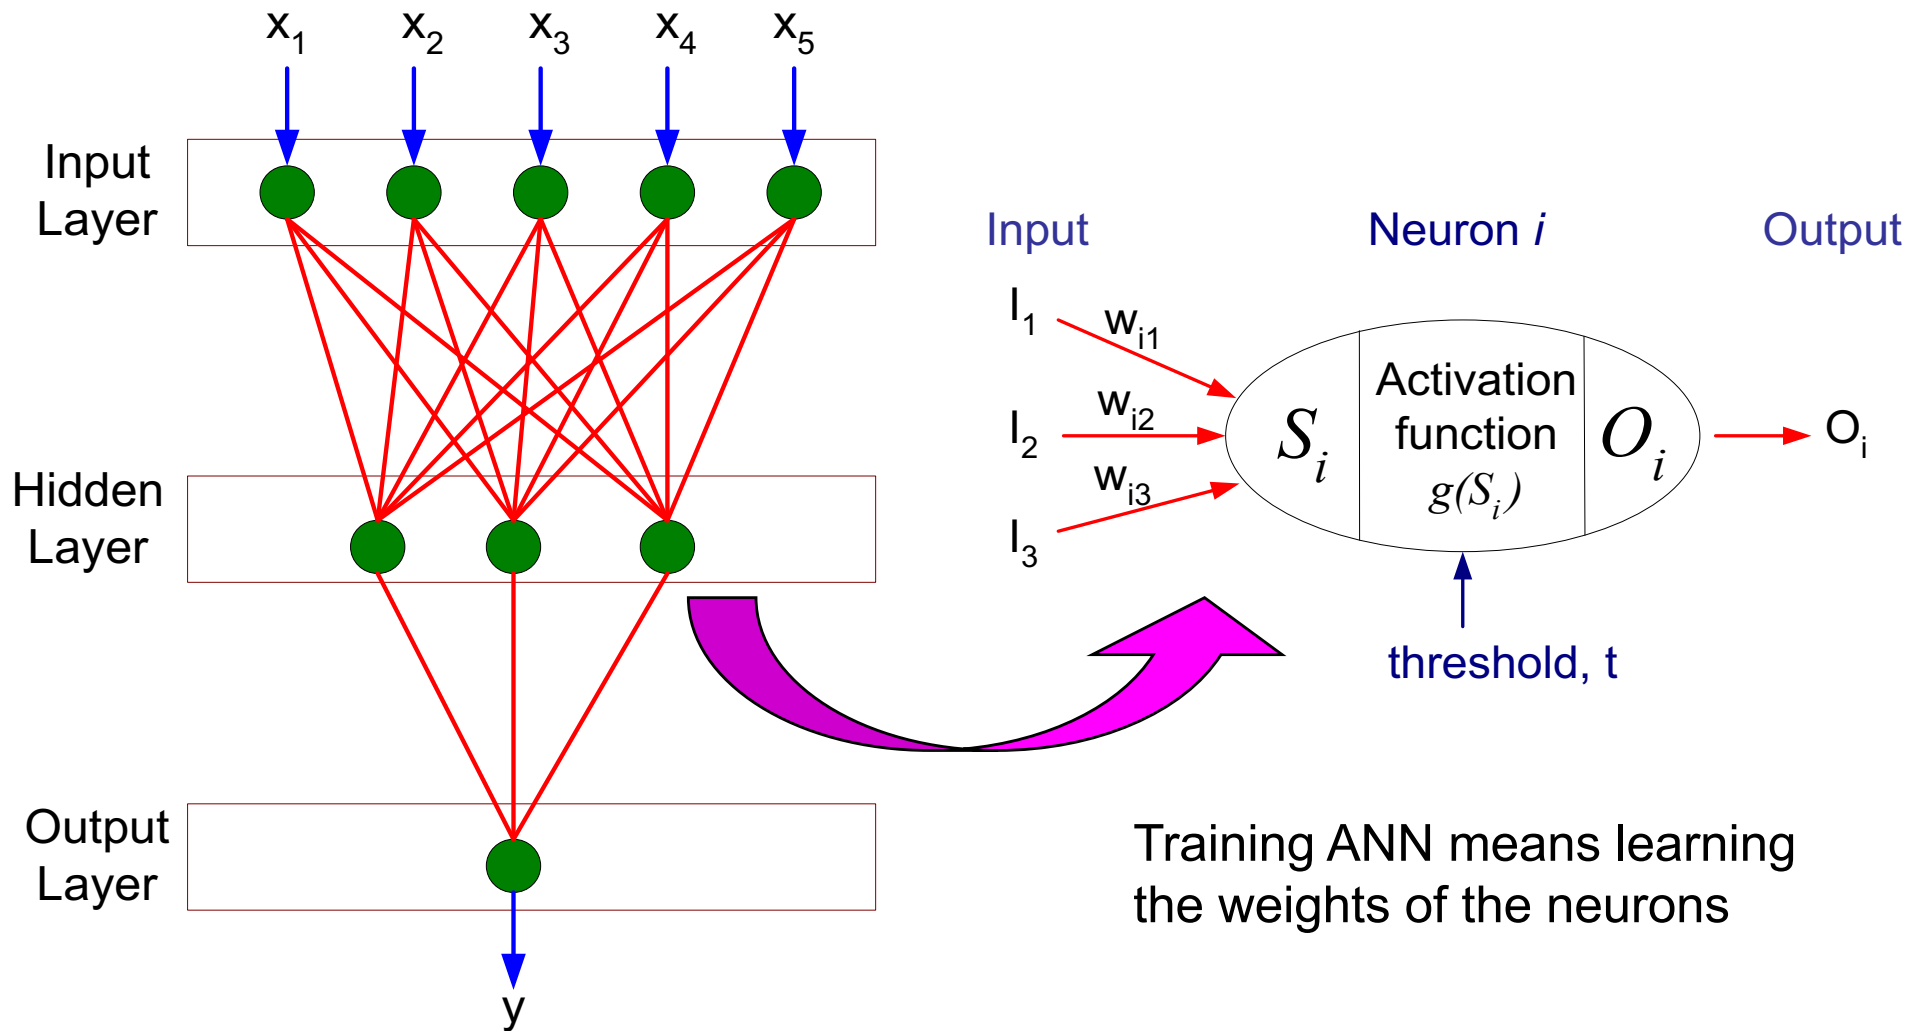 x1 x2 x3 x4 x5
Input
Layer
Hidden
Layer
Output
Layer
y
Input Neuron i Output
I1 wi1
I2 wi2
I3 wi3
Si
Activation
function
g(Si)
Oi
Oi
threshold, t
Training ANN means learning
the weights of the neurons